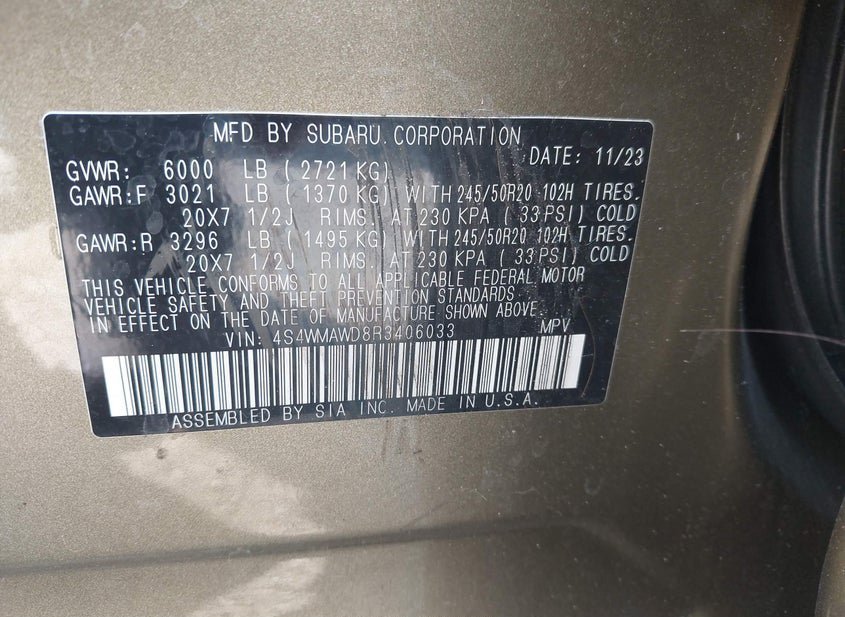 MFD BY SUBARU CORPORATION
DATE: 11/23
GVWR: 6000 LB ( 2721 KG)
GAWR:F 3021 LB ( 1370 KG) WITH 245/50R20 102H TIRES.
20X7 1/2J RIMS. AT 230 KPA ( 33 PSI) COLD
GAWR:R 3296 LB ( 1495 KG) WITH 245/50R20 102H TIRES.
20X7 1/2J RIMS. AT 230 KPA ( 33 PSI) COLD
THIS VEHICLE CONFORMS TO ALL APPLICABLE FEDERAL MOTOR
VEHICLE SAFETY AND THEFT PREVENTION STANDARDS
IN EFFECT ON THE DATE OF MANUFACTURE SHOWN ABOVE.
VIN: 4S4WMAWD8R3406033 MPV
ASSEMBLED BY SIA INC. MADE IN U.S.A.